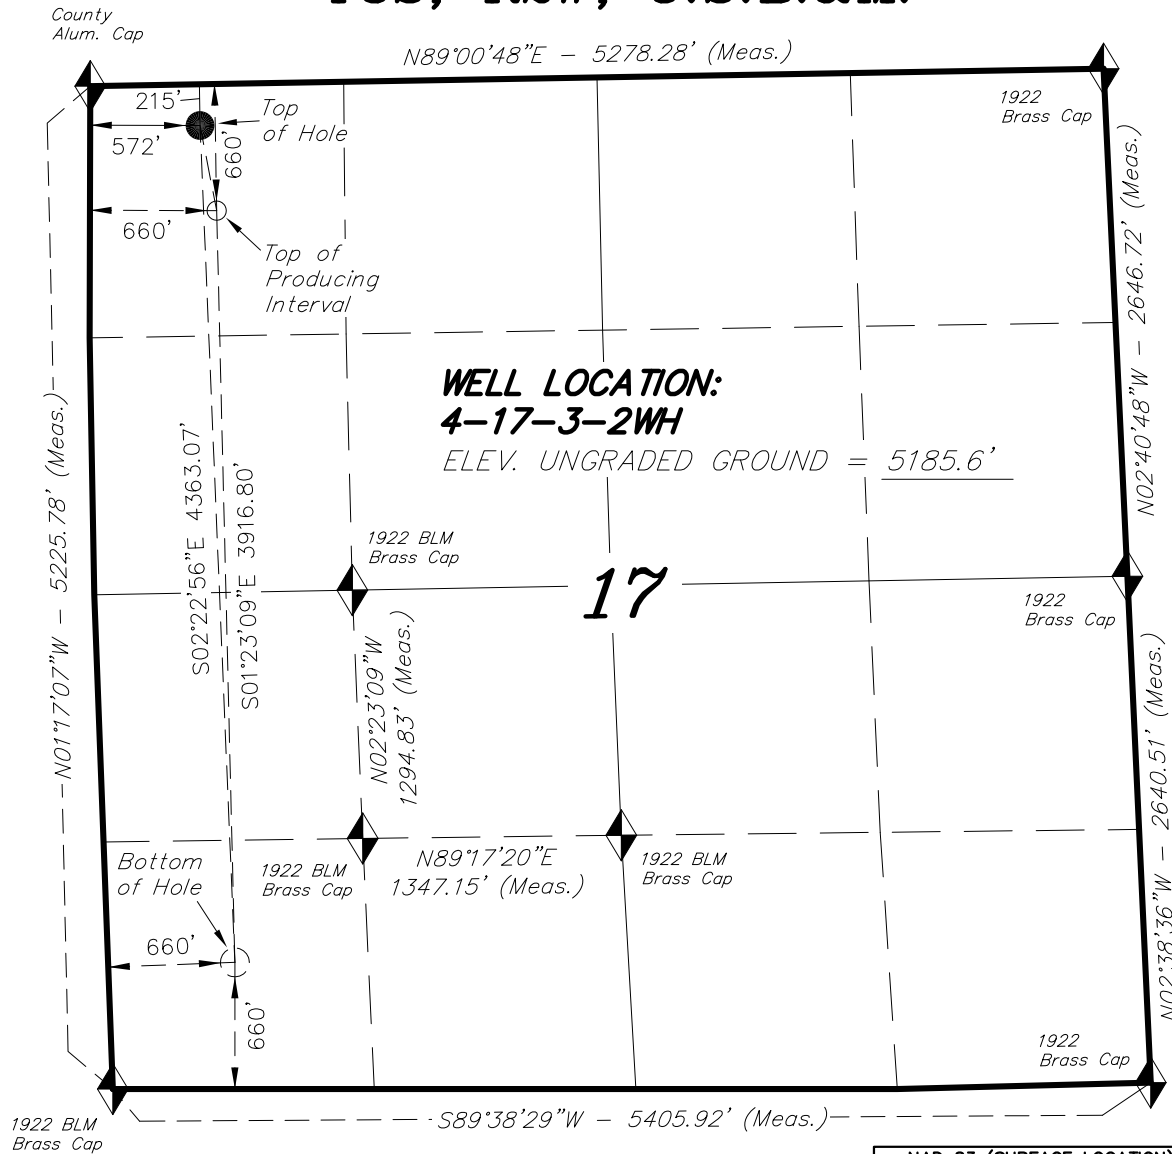 County
Alum. Cap
N89°00'48"E - 5278.28' (Meas.)
1922
Brass Cap
215'
Top
of Hole
572'
660'
660'
Top of
Producing
Interval
N02°40'48"W - 2646.72' (Meas.)
WELL LOCATION:
4-17-3-2WH
ELEV. UNGRADED GROUND = 5185.6'
N01°17'07"W - 5225.78' (Meas.)
S02°22'56"E 4363.07'
S01°23'09"E 3916.80'
1922 BLM
Brass Cap
17
1922
Brass Cap
N02°23'09"W
1294.83' (Meas.)
N02°38'36"W - 2640.51' (Meas.)
Bottom
of Hole
1922 BLM
Brass Cap
N89°17'20"E
1347.15' (Meas.)
1922 BLM
Brass Cap
660'
660'
1922
Brass Cap
1922 BLM
Brass Cap
S89°38'29"W - 5405.92' (Meas.)